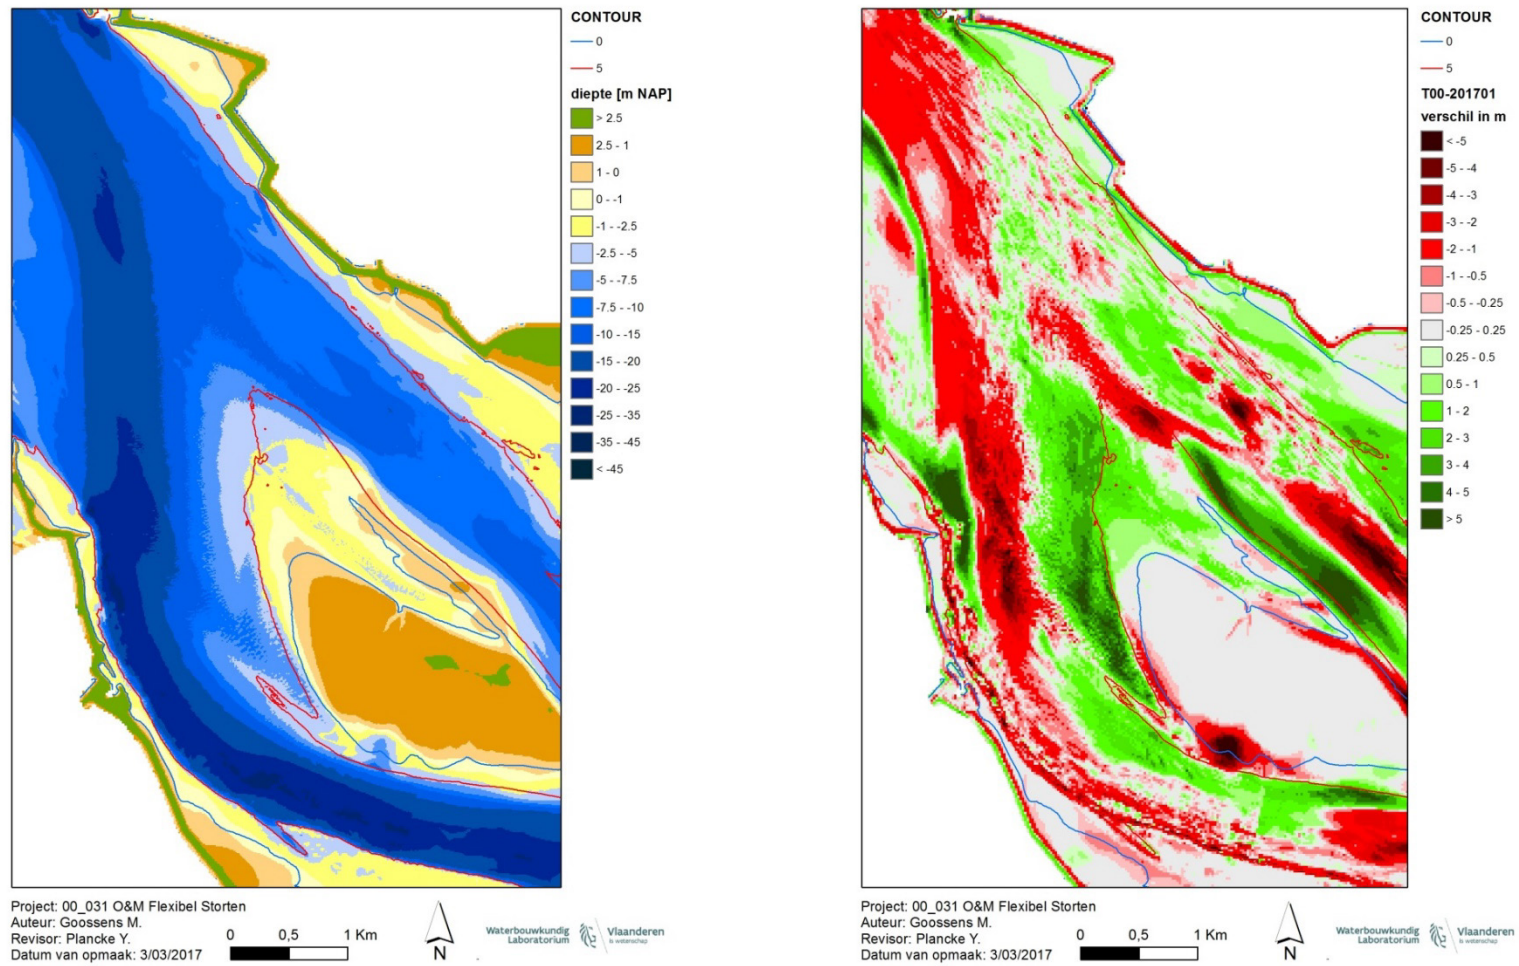 CONTOUR
0
5
diepte [m NAP]
> 2.5
2.5 - 1
1 - 0
0 - -1
-1 - -2.5
-2.5 - -5
-5 - -7.5
-7.5 - -10
-10 - -15
-15 - -20
-20 - -25
-25 - -35
-35 - -45
< -45
Project: 00_031 O&M Flexibel Storten
Auteur: Goossens M.
Revisor: Plancke Y.
Datum van opmaak: 3/03/2017
0 0,5 1 Km
N
Waterbouwkundig
Laboratorium
Vlaanderen
is wetenschap
CONTOUR
0
5
T00-201701
verschil in m
< -5
-5 - -4
-4 - -3
-3 - -2
-2 - -1
-1 - -0.5
-0.5 - -0.25
-0.25 - 0.25
0.25 - 0.5
0.5 - 1
1 - 2
2 - 3
3 - 4
4 - 5
> 5
Project: 00_031 O&M Flexibel Storten
Auteur: Goossens M.
Revisor: Plancke Y.
Datum van opmaak: 3/03/2017
0 0,5 1 Km
N
Waterbouwkundig
Laboratorium
Vlaanderen
is wetenschap